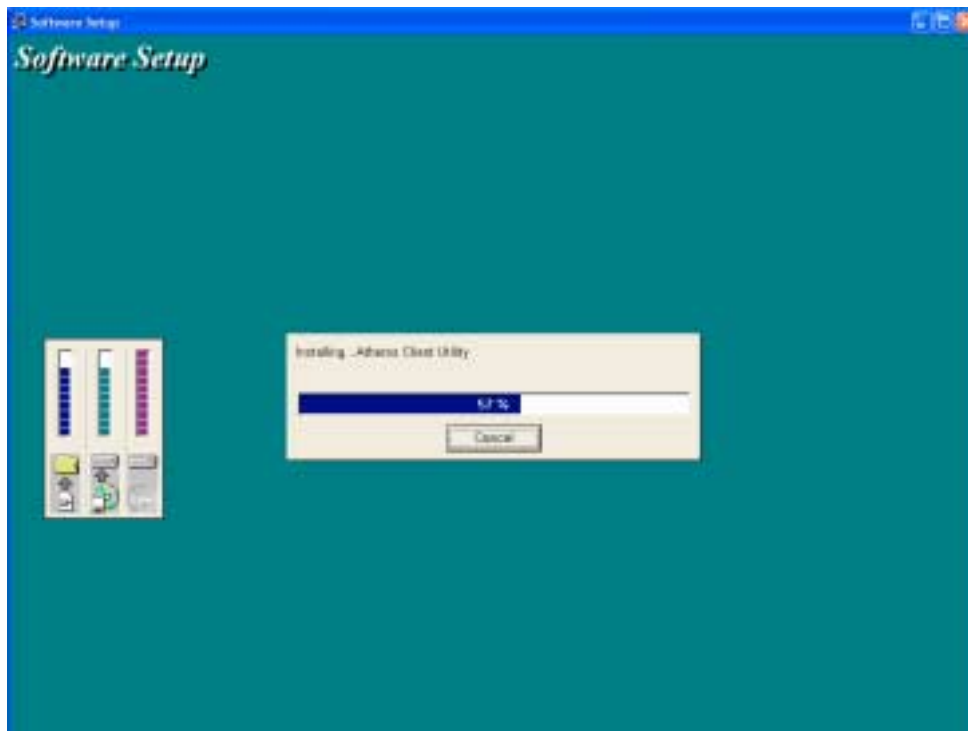 Software Setup
Software Setup
Installing ...Atheros Client Utility
57 %
Cancel